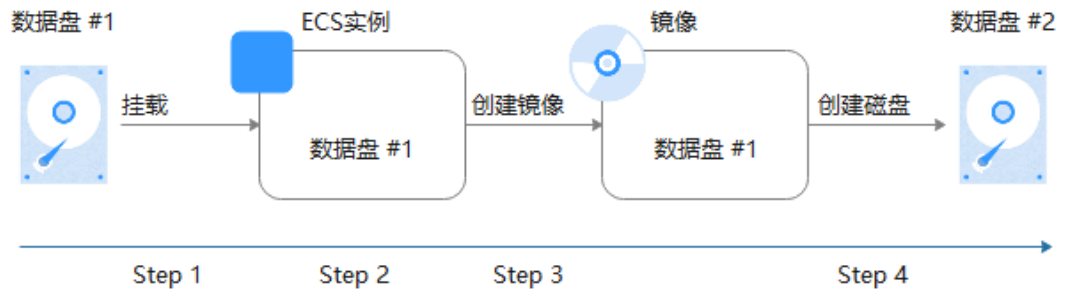 数据盘 #1
ECS实例
镜像
数据盘 #2
挂载
创建镜像
创建磁盘
数据盘 #1
数据盘 #1
Step 1
Step 2
Step 3
Step 4